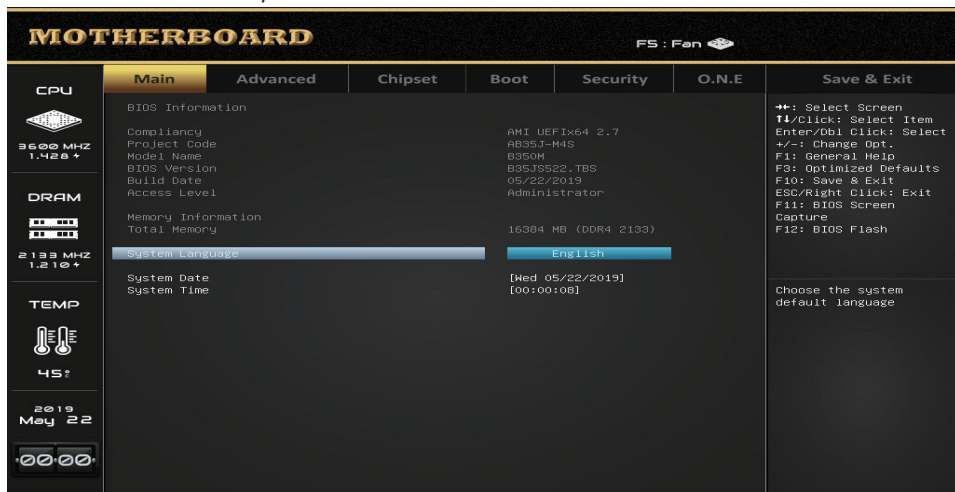 MOTHERBOARD
F5 : Fan
Main Advanced Chipset Boot Security O.N.E Save & Exit
CPU
3600 MHZ
1.428 +
DRAM
2133 MHZ
1.210 +
TEMP
45°
2019
May 22
00:00
BIOS Information
Compliancy AMI UEFIx64 2.7
Project Code AB35J-M4S
Model Name B350M
BIOS Version B35JS522.TBS
Build Date 05/22/2019
Access Level Administrator
Memory Information
Total Memory 16384 MB (DDR4 2133)
System Language English
System Date [Wed 05/22/2019]
System Time [00:00:08]
→←: Select Screen
↑↓/Click: Select Item
Enter/Dbl Click: Select
+/-: Change Opt.
F1: General Help
F3: Optimized Defaults
F10: Save & Exit
ESC/Right Click: Exit
F11: BIOS Screen
Capture
F12: BIOS Flash
Choose the system
default language